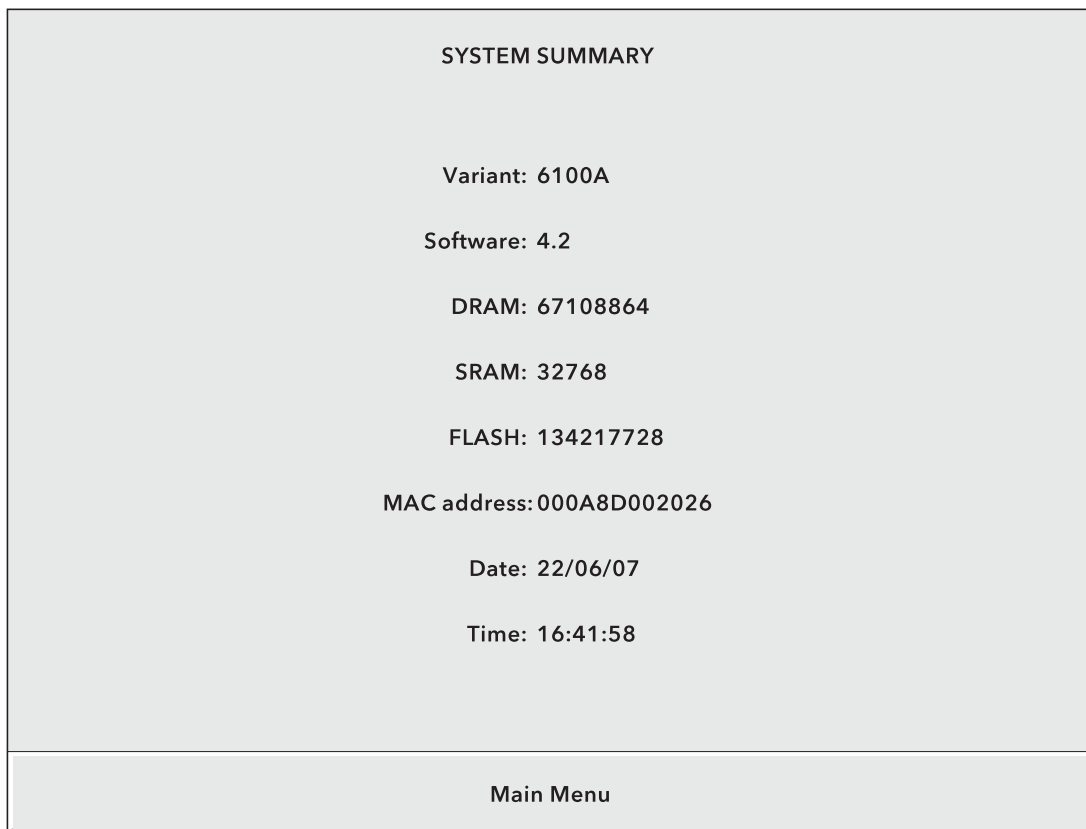 SYSTEM SUMMARY
Variant: 6100A
Software: 4.2
DRAM: 67108864
SRAM: 32768
FLASH: 134217728
MAC address: 000A8D002026
Date: 22/06/07
Time: 16:41:58
Main Menu